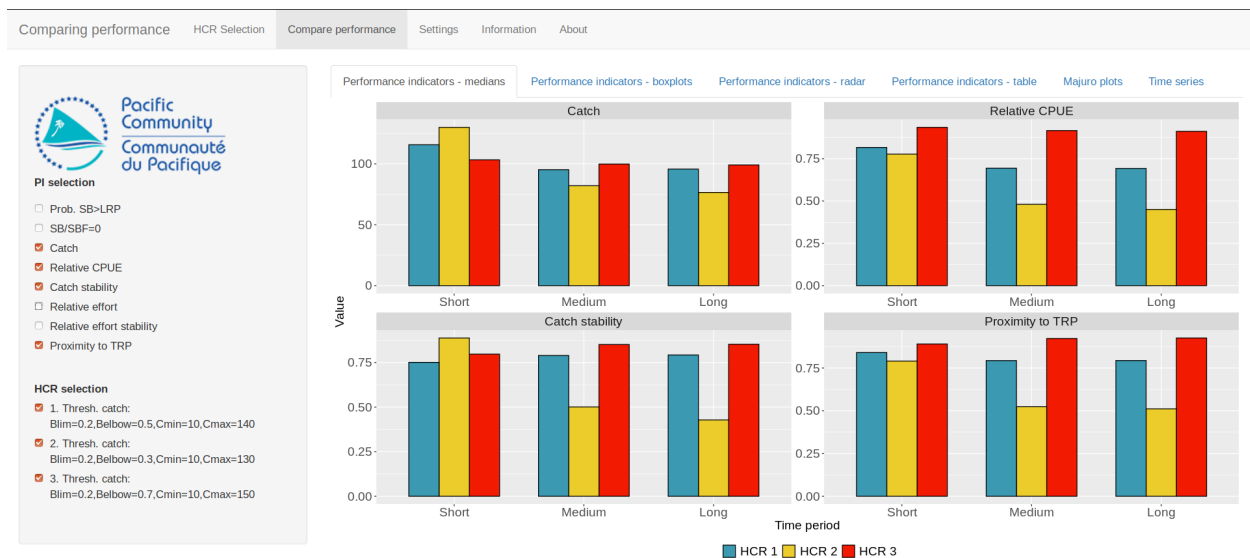 Comparing performance HCR Selection Compare performance Settings Information About
Pacific
Community
Communauté
du Pacifique
PI selection
Prob. SB>LRP
SB/SBF=0
Catch
Relative CPUE
Catch stability
Relative effort
Relative effort stability
Proximity to TRP
HCR selection
1. Thresh. catch:
Blim=0.2,Belbow=0.5,Cmin=10,Cmax=140
2. Thresh. catch:
Blim=0.2,Belbow=0.3,Cmin=10,Cmax=130
3. Thresh. catch:
Blim=0.2,Belbow=0.7,Cmin=10,Cmax=150
Performance indicators - medians Performance indicators - boxplots Performance indicators - radar Performance indicators - table Majuro plots Time series
Value
Catch
100
50
0
Short Medium Long
Relative CPUE
0.75
0.50
0.25
0.00
Short Medium Long
Catch stability
0.75
0.50
0.25
0.00
Short Medium Long
Proximity to TRP
0.75
0.50
0.25
0.00
Short Medium Long
Time period
HCR 1 HCR 2 HCR 3